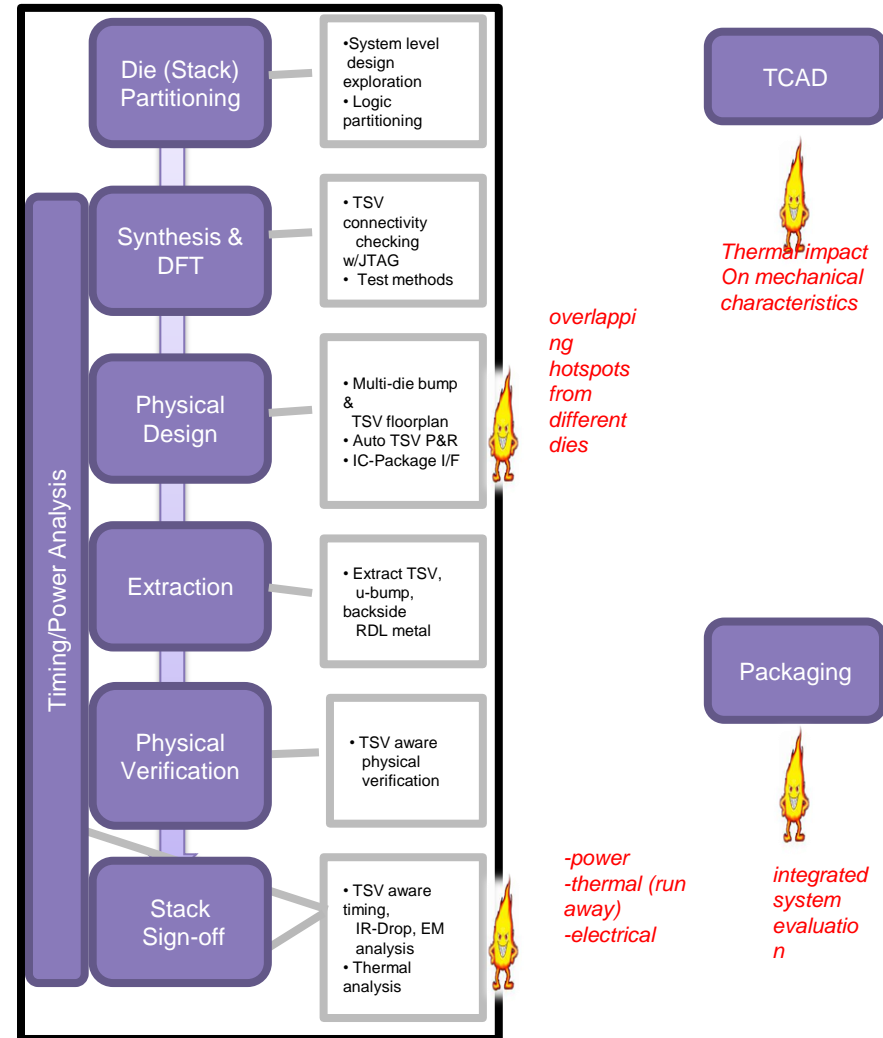 Die (Stack)
Partitioning
•System level
design
exploration
• Logic
partitioning
TCAD
Thermal impact
On mechanical
characteristics
Timing/Power Analysis
Synthesis &
DFT
• TSV
connectivity
checking
w/JTAG
• Test methods
Physical
Design
• Multi-die bump
&
TSV floorplan
• Auto TSV P&R
• IC-Package I/F
overlappi
ng
hotspots
from
different
dies
Extraction
• Extract TSV,
u-bump,
backside
RDL metal
Packaging
Physical
Verification
• TSV aware
physical
verification
Stack
Sign-off
• TSV aware
timing,
IR-Drop, EM
analysis
• Thermal
analysis
-power
-thermal (run
away)
-electrical
integrated
system
evaluatio
n